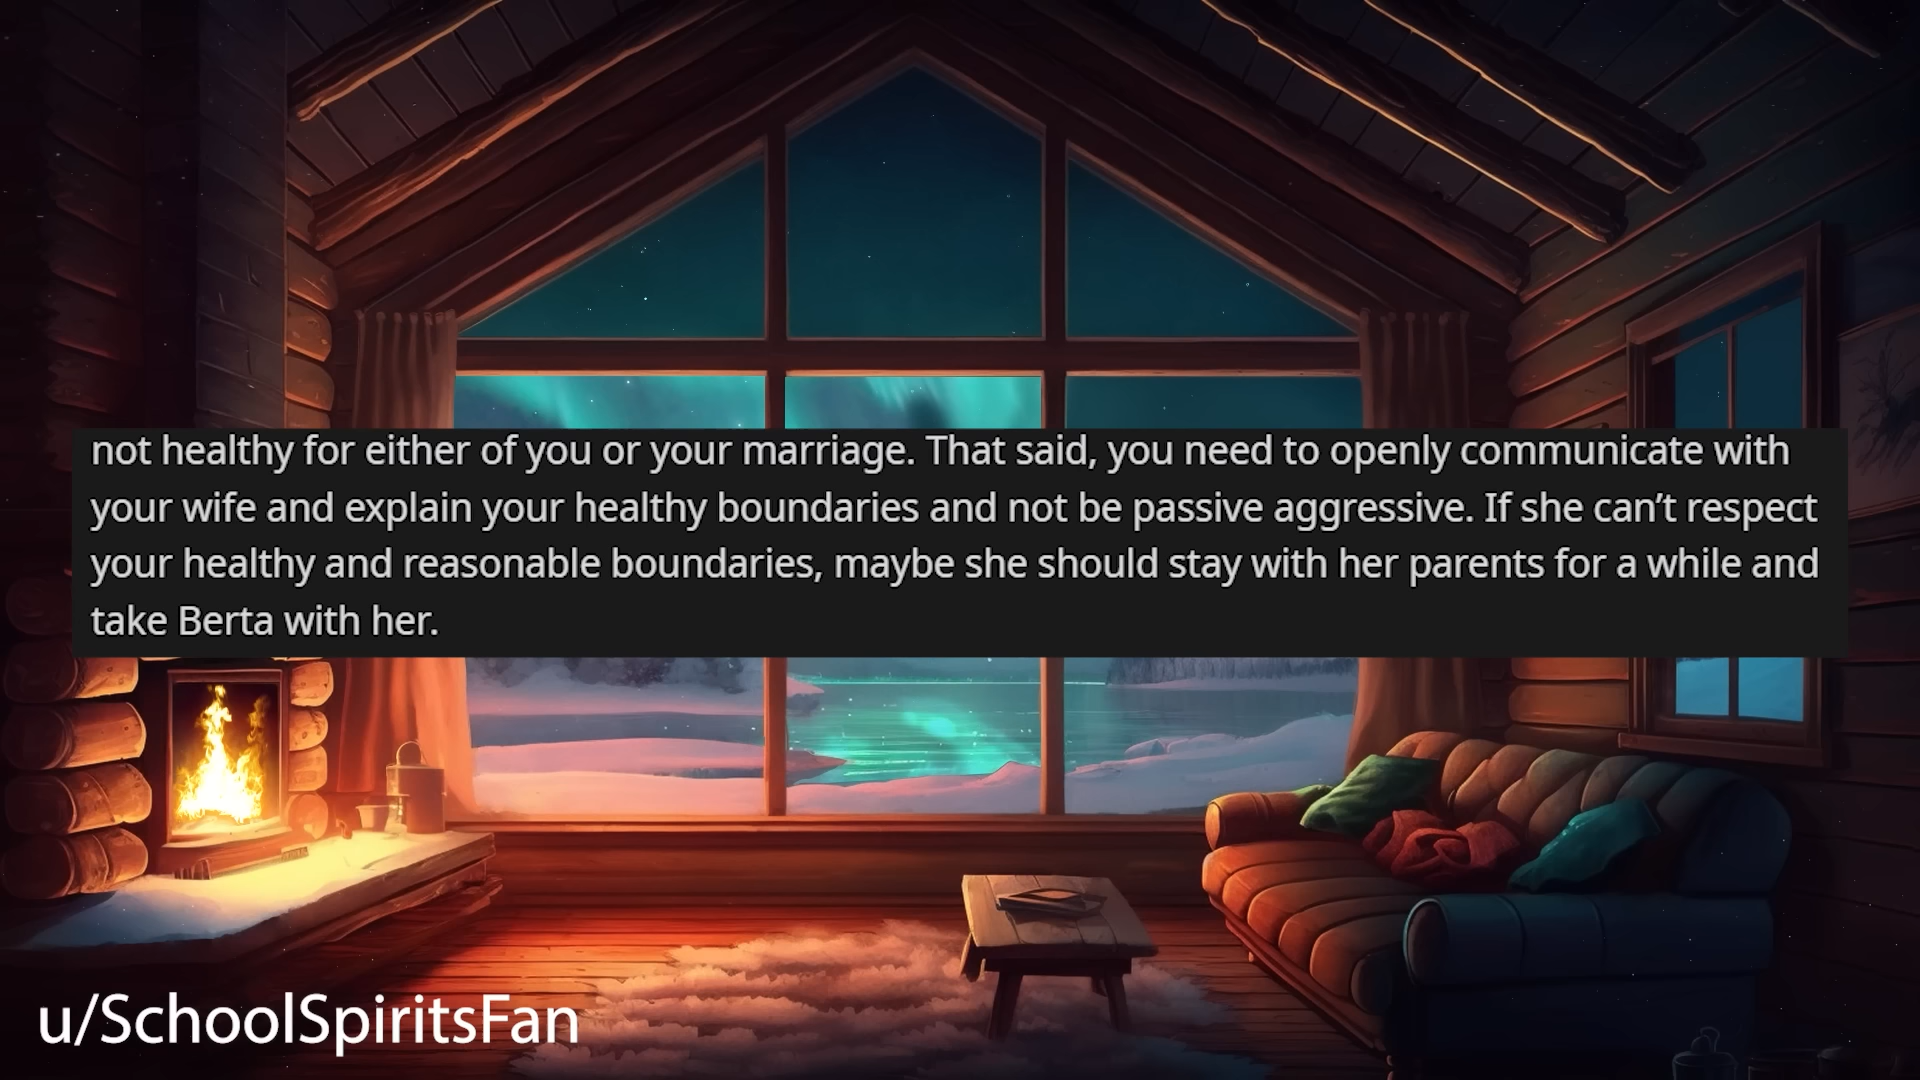 not healthy for either of you or your marriage. That said, you need to openly communicate with
your wife and explain your healthy boundaries and not be passive aggressive. If she can’t respect
your healthy and reasonable boundaries, maybe she should stay with her parents for a while and
take Berta with her.
u/SchoolSpiritsFan